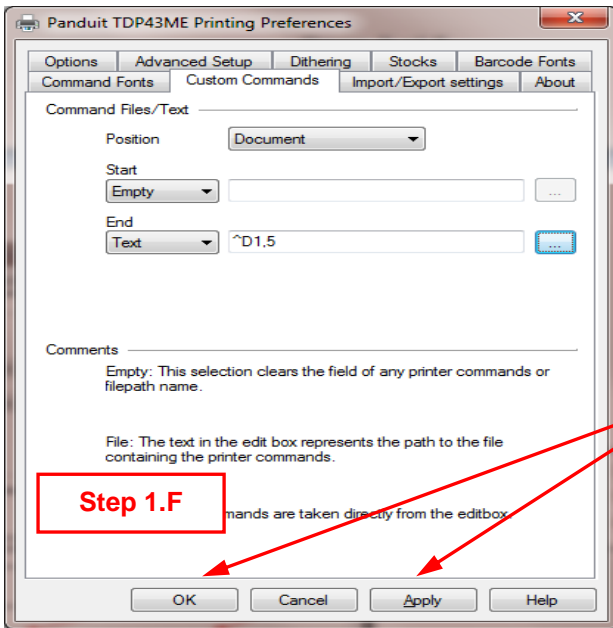 Panduit TDP43ME Printing Preferences
Options Advanced Setup Dithering Stocks Barcode Fonts
Command Fonts Custom Commands Import/Export settings About
Command Files/Text
Position Document
Start
Empty ...
End
Text ^D1,5 ...
Comments
Empty: This selection clears the field of any printer commands or
filepath name.
File: The text in the edit box represents the path to the file
containing the printer commands.
Step 1.F
mands are taken directly from the editbox.
OK Cancel Apply Help